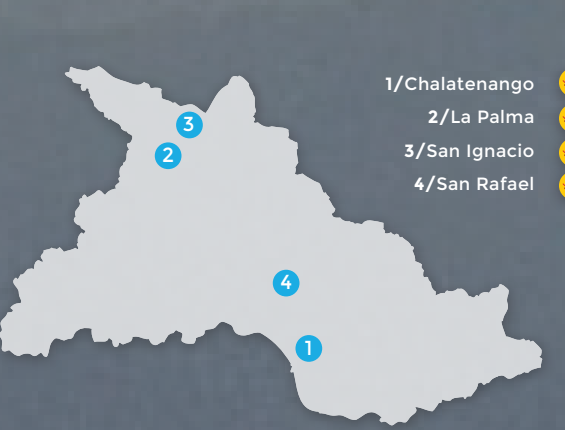 1/Chalatenango
2/La Palma
3/San Ignacio
4/San Rafael
3
2
4
1